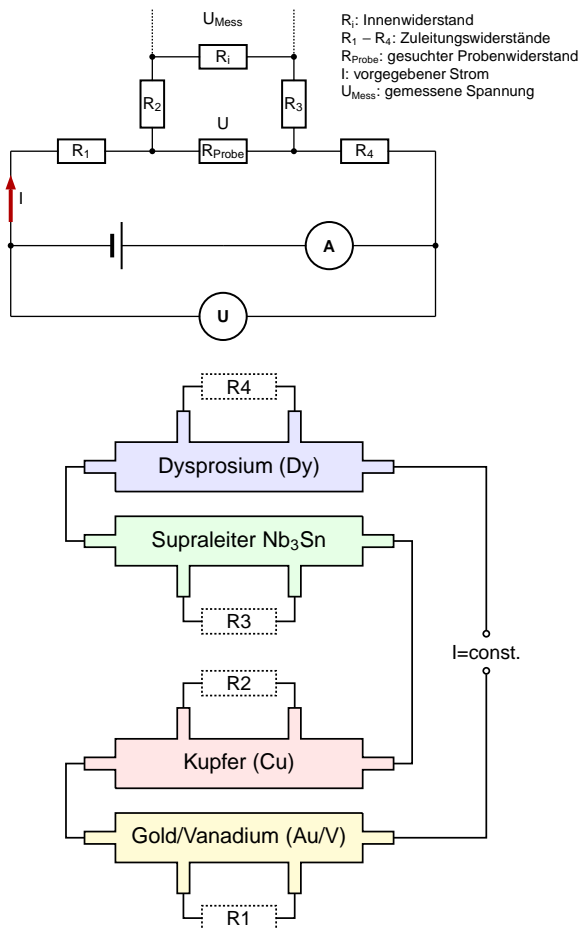 U_Mess
R_i: Innenwiderstand
R_1 – R_4: Zuleitungswiderstände
R_Probe: gesuchter Probenwiderstand
I: vorgegebener Strom
U_Mess: gemessene Spannung
R_i
R_2
R_3
U
R_1
R_Probe
R_4
I
A
U
R4
Dysprosium (Dy)
Supraleiter Nb₃Sn
R3
I=const.
R2
Kupfer (Cu)
Gold/Vanadium (Au/V)
R1